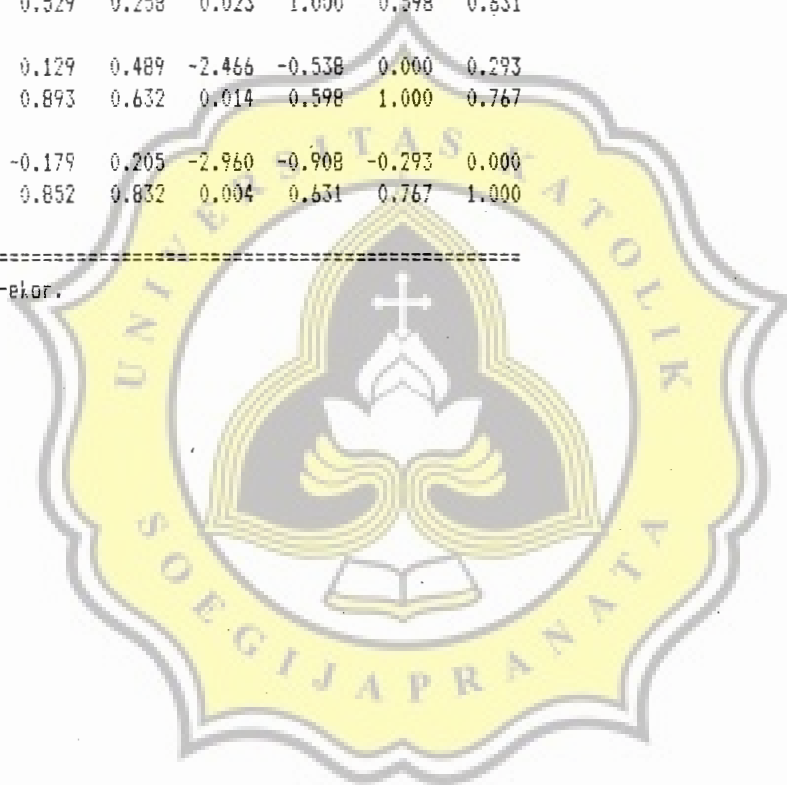 0.529 0.258 0.023 1.000 0.598 0.631
0.129 0.489 -2.466 -0.538 0.000 0.293
0.893 0.632 0.014 0.598 1.000 0.767
-0.179 0.205 -2.960 -0.908 -0.293 0.000
0.852 0.832 0.004 0.631 0.767 1.000
================================================
-ekor.
UNIVERSITAS KATOLIK
SOEGIJAPRANATA